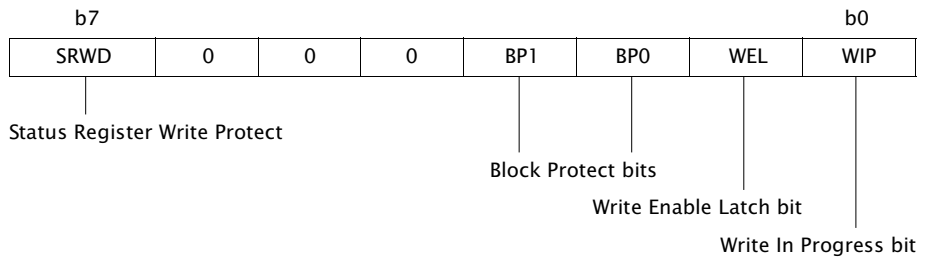 b7 b0
SRWD 0 0 0 BP1 BP0 WEL WIP
Status Register Write Protect
Block Protect bits
Write Enable Latch bit
Write In Progress bit